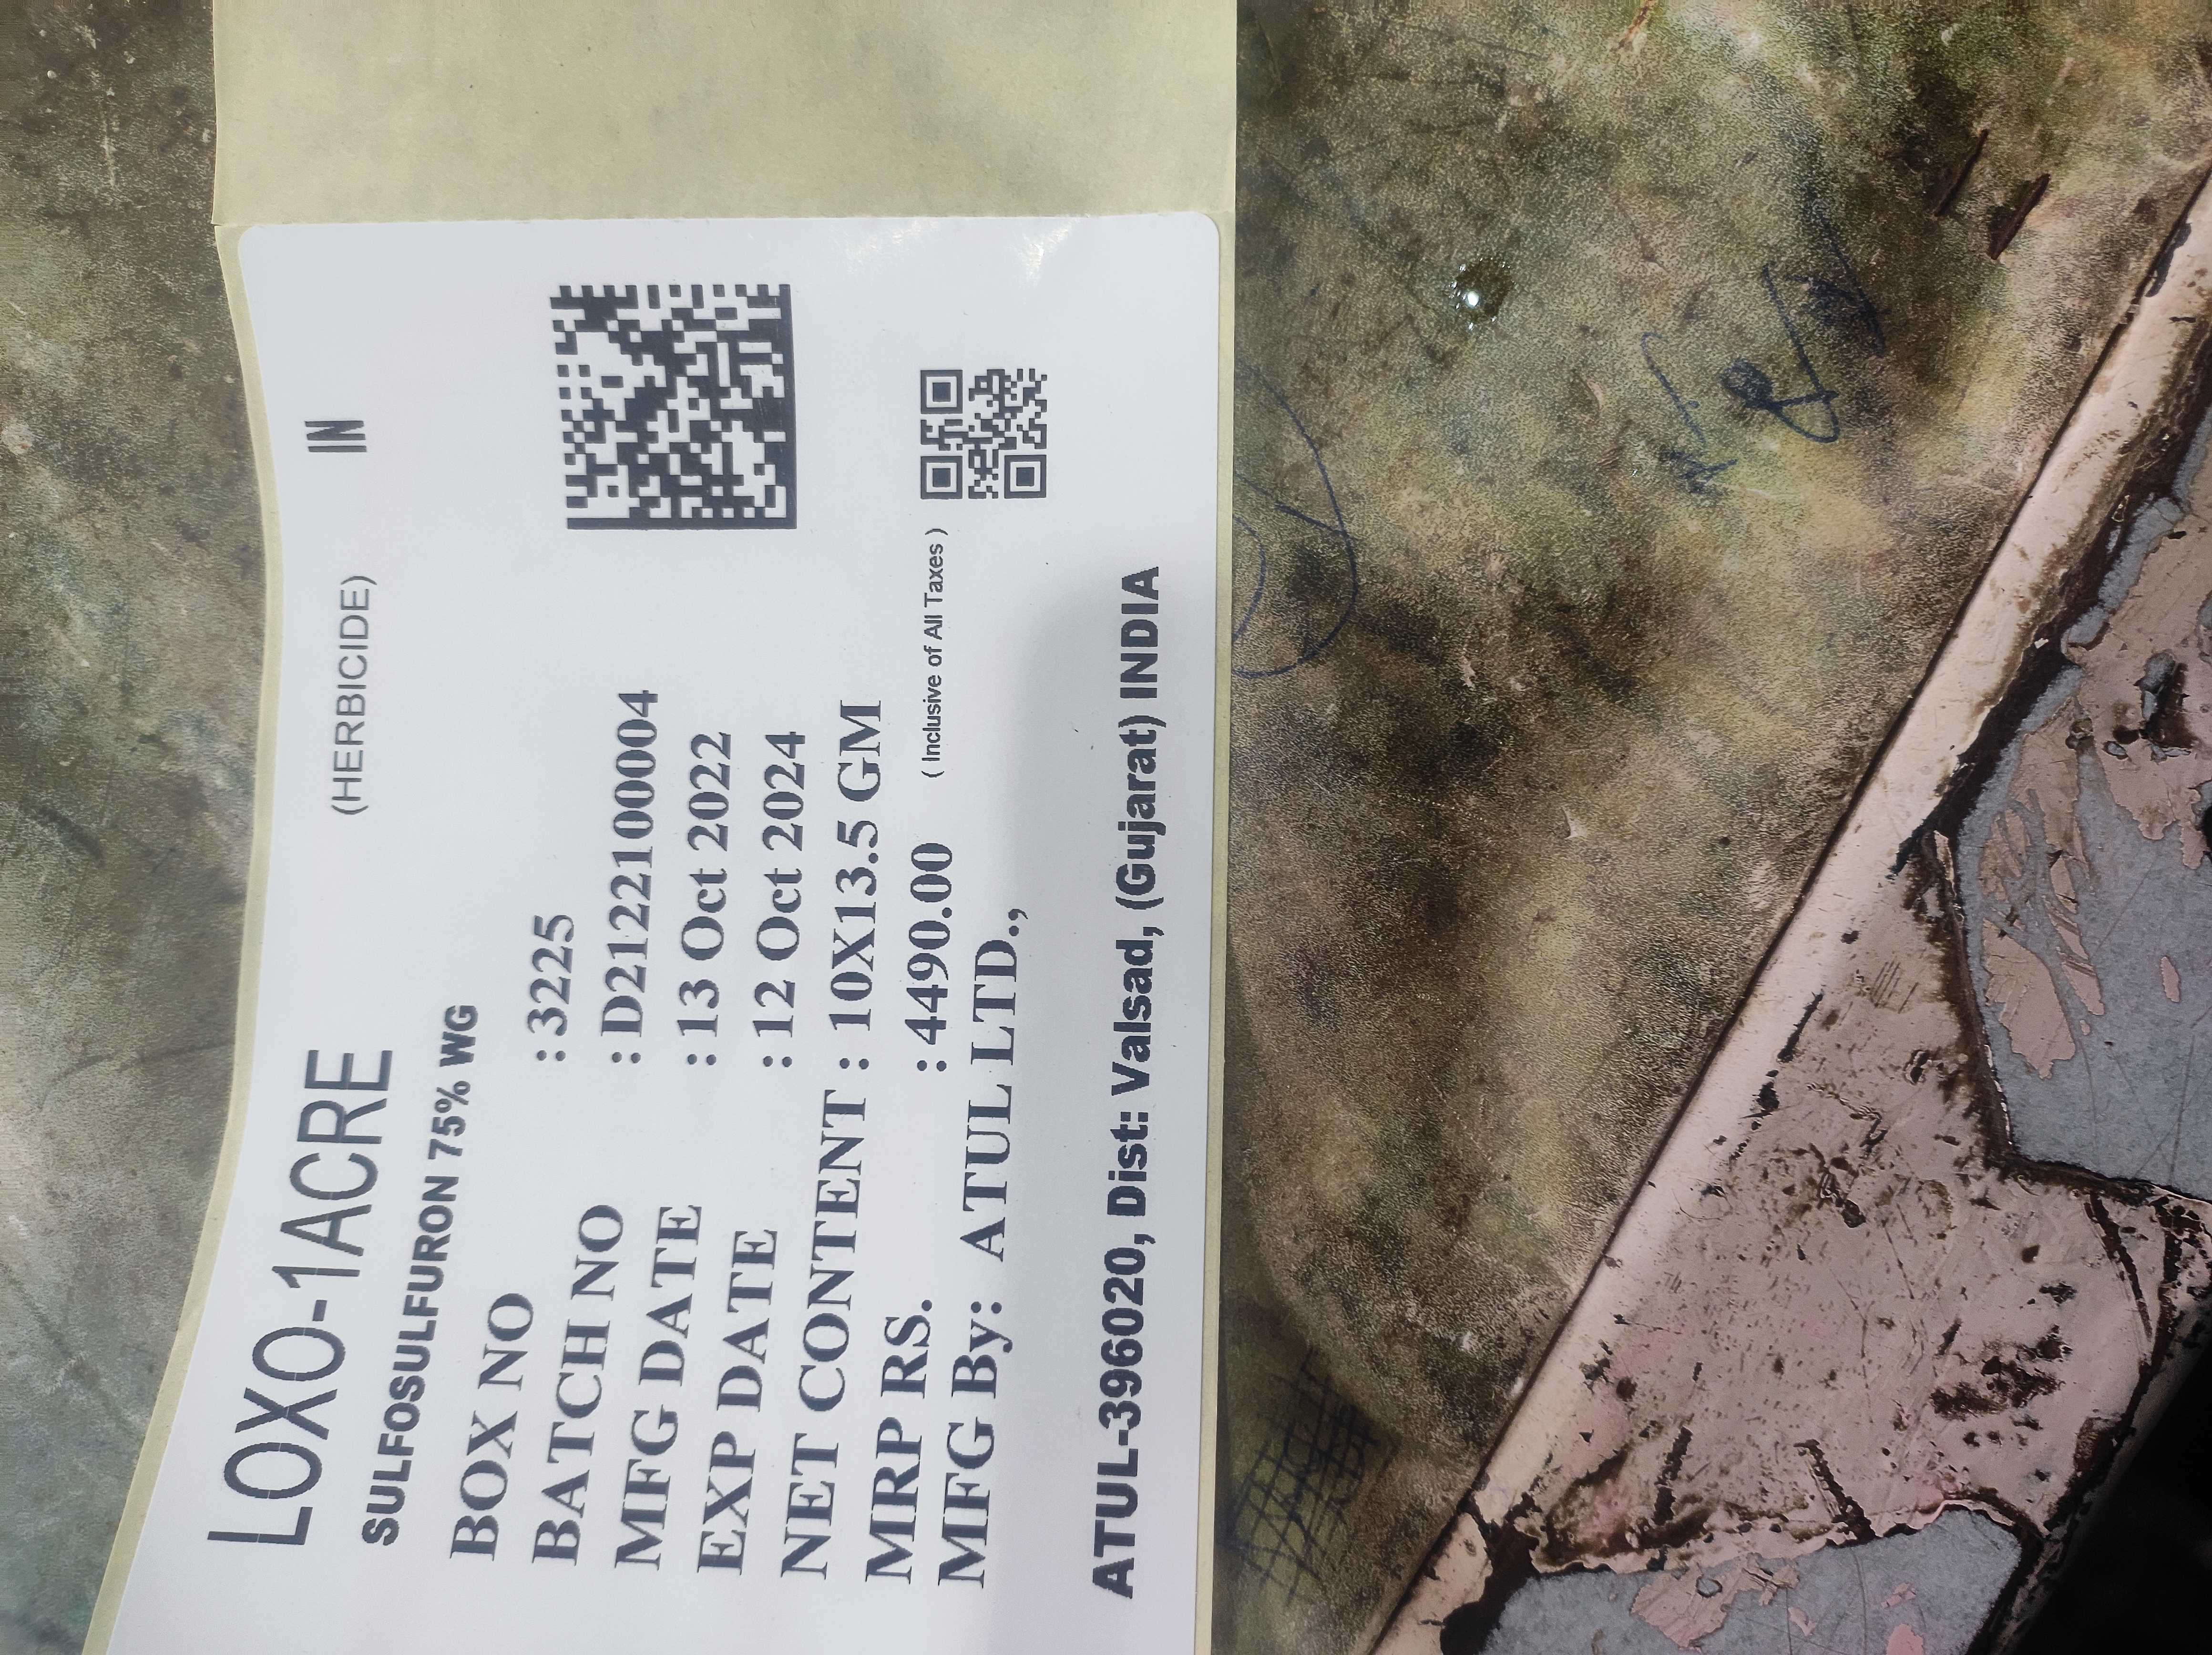 LOXO-1ACRE (HERBICIDE) IN
SULFOSULFURON 75% WG
BOX NO : 3225
BATCH NO : D2122100004
MFG DATE : 13 Oct 2022
EXP DATE : 12 Oct 2024
NET CONTENT : 10X13.5 GM
MRP RS. : 4490.00 ( Inclusive of All Taxes )
MFG By: ATUL LTD.,
ATUL-396020, Dist: Valsad, (Gujarat) INDIA